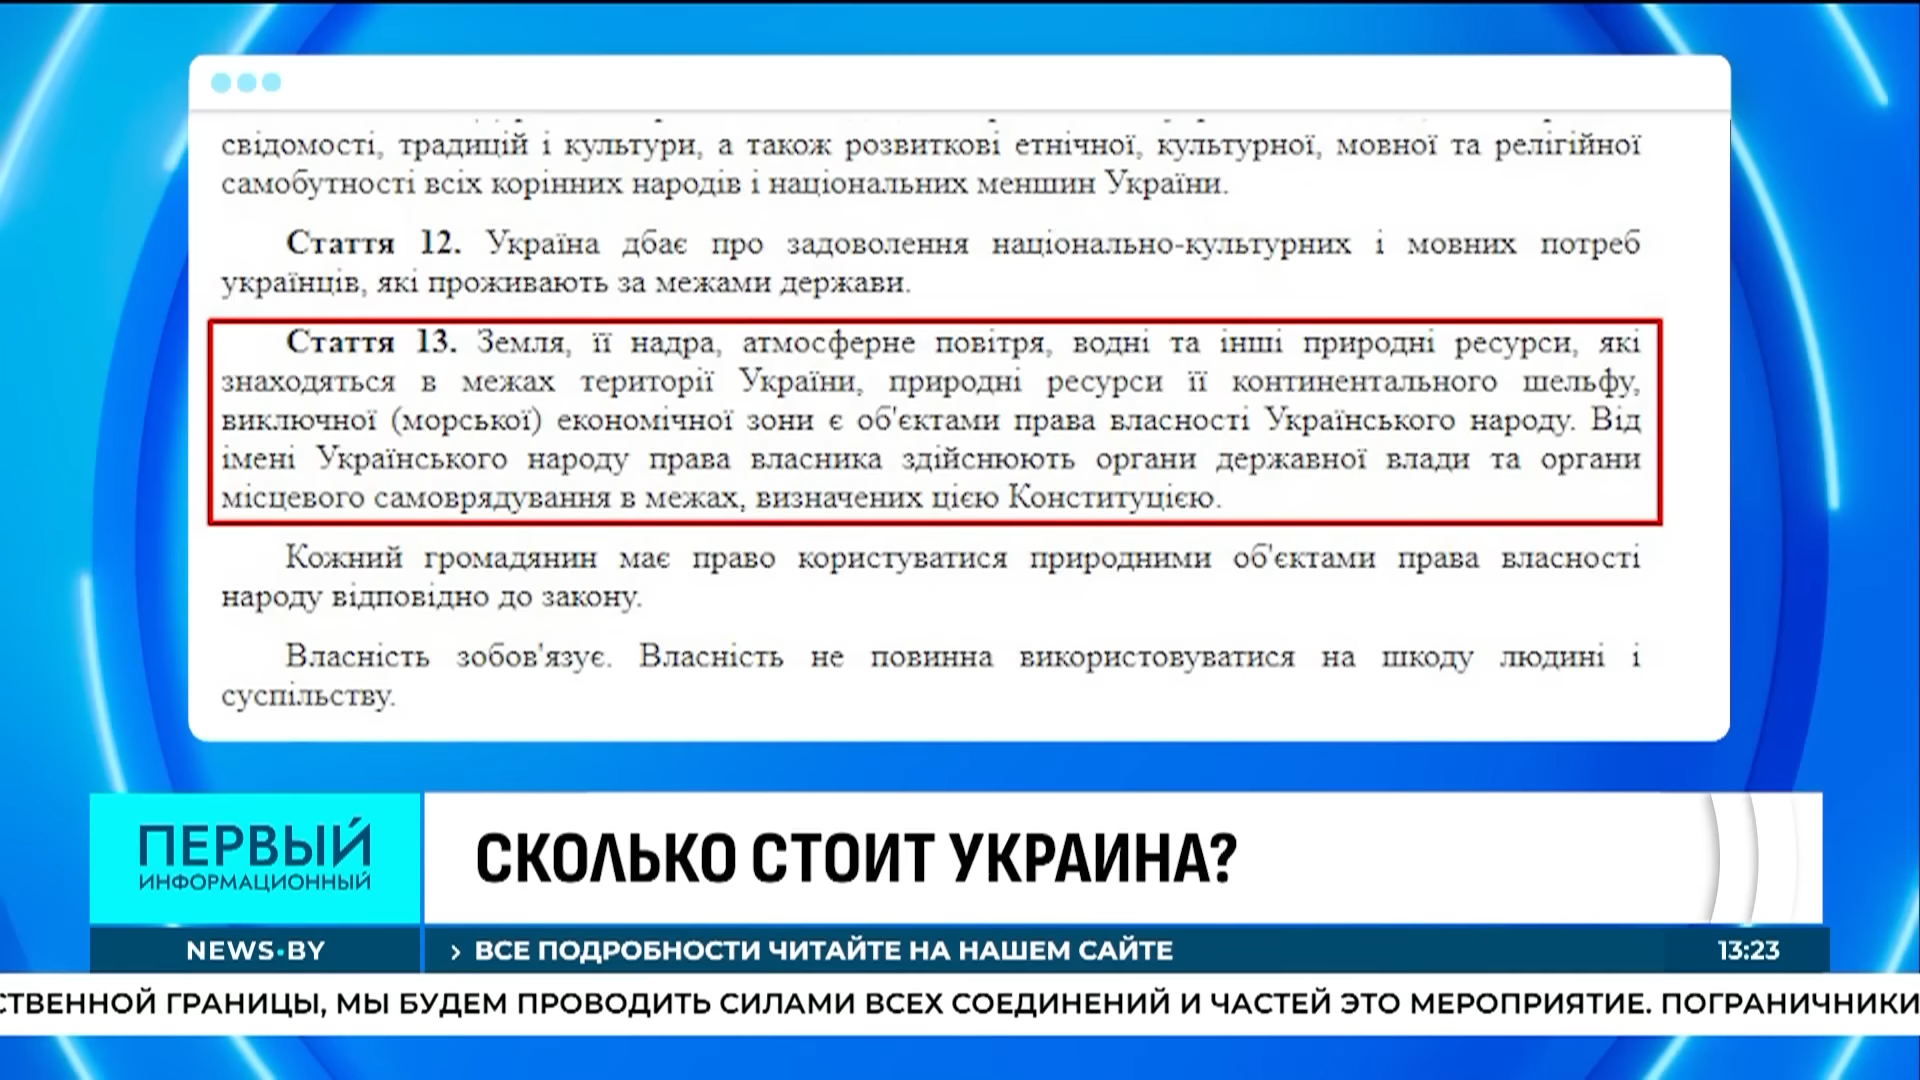 свідомості, традицій і культури, а також розвиткові етнічної, культурної, мовної та релігійної
самобутності всіх корінних народів і національних меншин України.
Стаття 12. Україна дбає про задоволення національно-культурних і мовних потреб
українців, які проживають за межами держави.
Стаття 13. Земля, її надра, атмосферне повітря, водні та інші природні ресурси, які
знаходяться в межах території України, природні ресурси її континентального шельфу,
виключної (морської) економічної зони є об'єктами права власності Українського народу. Від
імені Українського народу права власника здійснюють органи державної влади та органи
місцевого самоврядування в межах, визначених цією Конституцією.
Кожний громадянин має право користуватися природними об'єктами права власності
народу відповідно до закону.
Власність зобов'язує. Власність не повинна використовуватися на шкоду людині і
суспільству.
ПЕРВЫЙ
ИНФОРМАЦИОННЫЙ
СКОЛЬКО СТОИТ УКРАИНА?
NEWS.BY
› ВСЕ ПОДРОБНОСТИ ЧИТАЙТЕ НА НАШЕМ САЙТЕ
13:23
СТВЕННОЙ ГРАНИЦЫ, МЫ БУДЕМ ПРОВОДИТЬ СИЛАМИ ВСЕХ СОЕДИНЕНИЙ И ЧАСТЕЙ ЭТО МЕРОПРИЯТИЕ. ПОГРАНИЧНИКИ